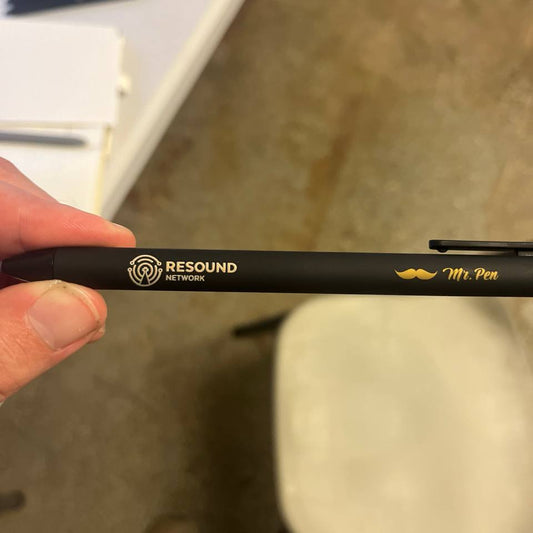 RESOUND
NETWORK
Mr. Pen